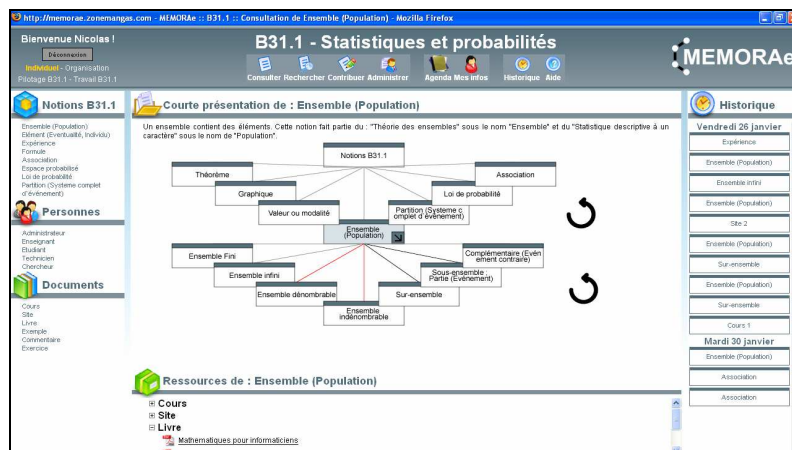 http://memorae.zonemangas.com - MEMORAe :: B31.1 :: Consultation de Ensemble (Population) - Mozilla Firefox
Bienvenue Nicolas !
Déconnexion
Individuel - Organisation
Pilotage B31.1 - Travail B31.1
B31.1 - Statistiques et probabilités
Consulter Rechercher Contribuer Administrer Agenda Mes infos Historique Aide
MEMORAe
Notions B31.1
Ensemble (Population)
Elément (Eventualité, Individu)
Expérience
Formule
Association
Espace probabilisé
Loi de probabilité
Partition (Systeme complet
d'évènement)
Personnes
Administrateur
Enseignant
Etudiant
Technicien
Chercheur
Documents
Cours
Site
Livre
Exemple
Commentaire
Exercice
Courte présentation de : Ensemble (Population)
Un ensemble contient des éléments. Cette notion fait partie du : "Théorie des ensembles" sous le nom "Ensemble" et du "Statistique descriptive à un
caractère" sous le nom de "Population".
Notions B31.1
Théorème
Association
Graphique
Loi de probabilité
Valeur ou modalité
Partition (Systeme c
omplet d'évènement)
Ensemble
(Population)
Ensemble Fini
Complémentaire (Evén
ement contraire)
Ensemble infini
Sous-ensemble ;
Partie (Evénement)
Ensemble dénombrable
Sur-ensemble
Ensemble
indénombrable
Ressources de : Ensemble (Population)
Cours
Site
Livre
Mathematiques pour informaticiens
Historique
Vendredi 26 janvier
Expérience
Ensemble (Population)
Ensemble infini
Ensemble (Population)
Site 2
Ensemble (Population)
Sur-ensemble
Ensemble (Population)
Sur-ensemble
Cours 1
Mardi 30 janvier
Ensemble (Population)
Association
Association